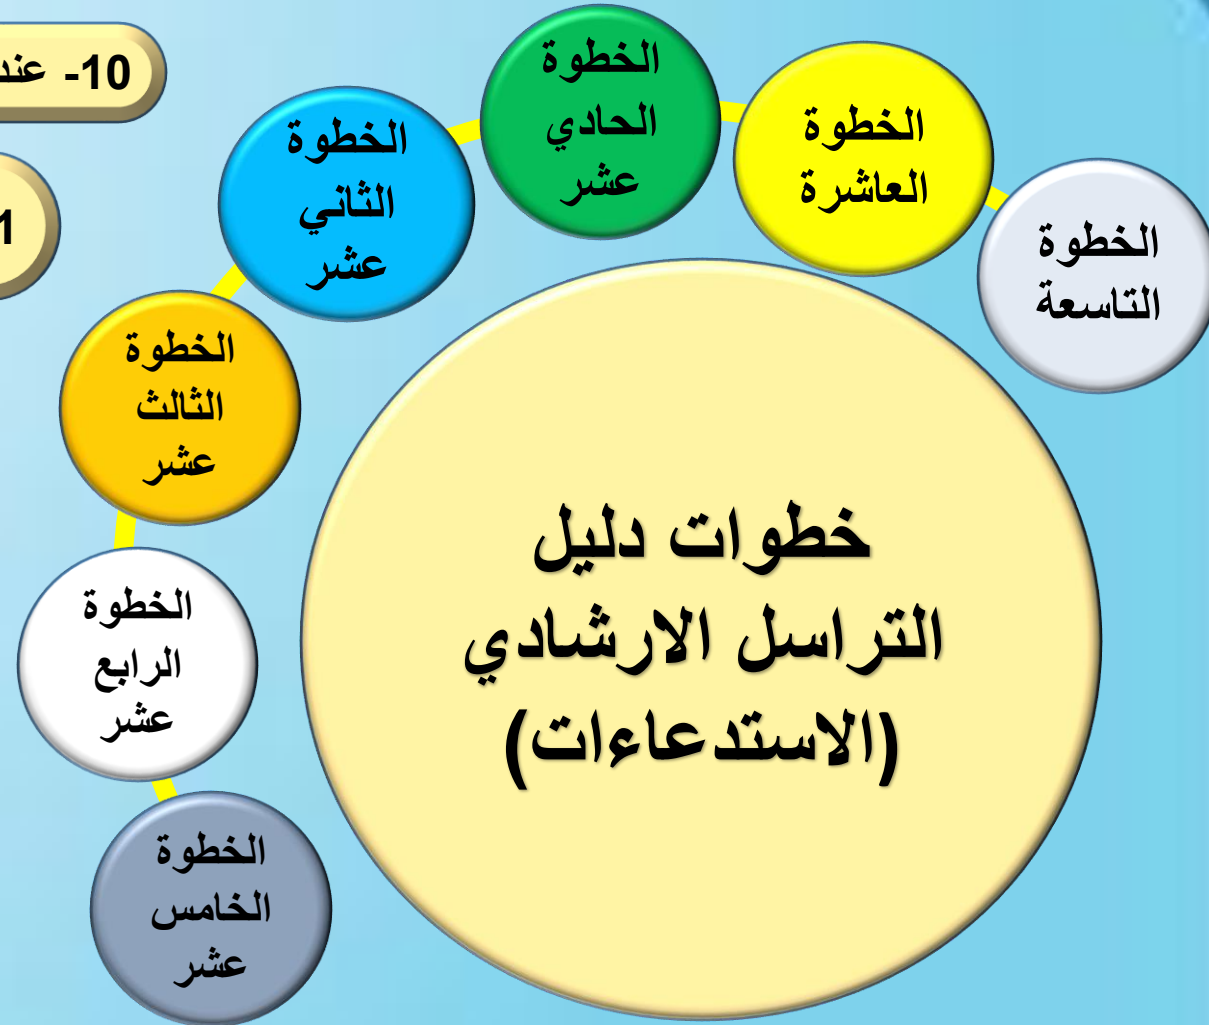 10- عند
1
الخطوة
التاسعة
الخطوة
العاشرة
الخطوة
الحادي
عشر
الخطوة
الثاني
عشر
الخطوة
الثالث
عشر
الخطوة
الرابع
عشر
الخطوة
الخامس
عشر
خطوات دليل
التراسل الارشادي
(الاستدعاءات)